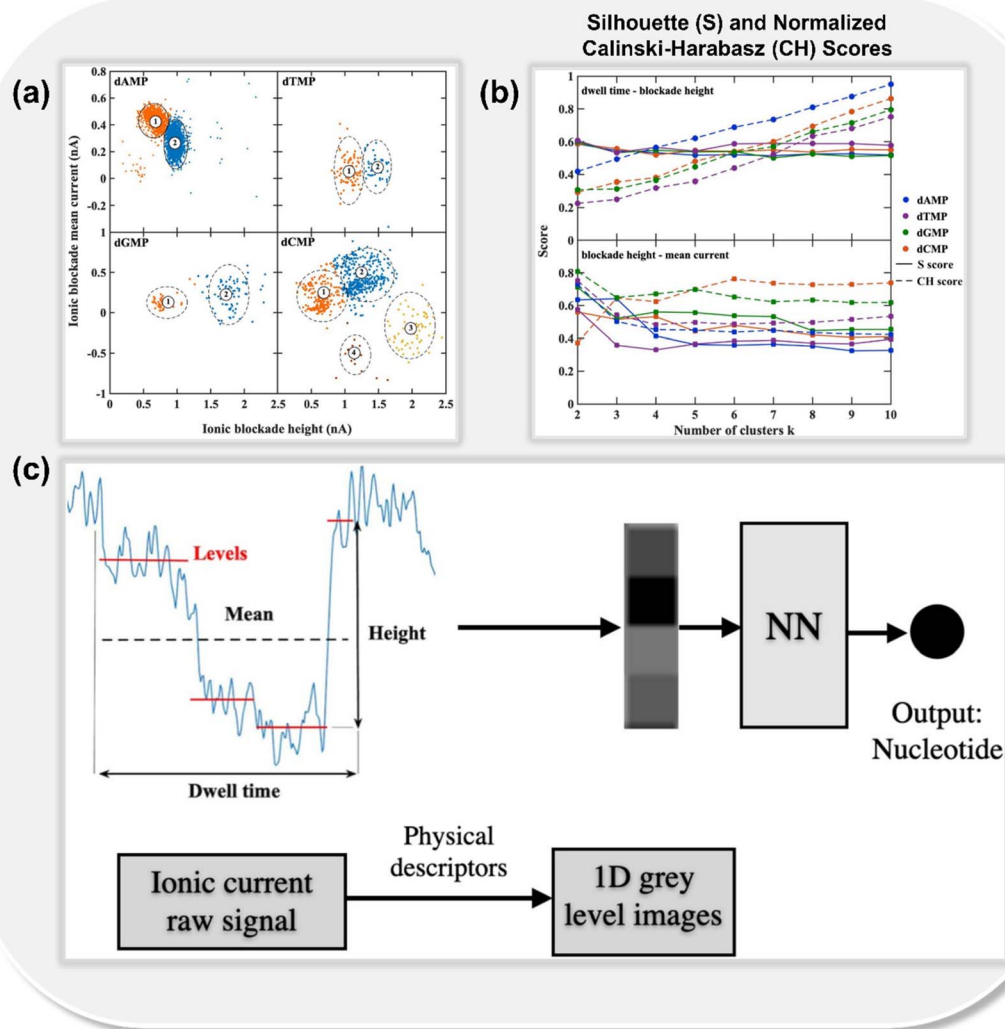 Silhouette (S) and Normalized
Calinski-Harabasz (CH) Scores
(a)
dAMP
dTMP
dGMP
dCMP
Ionic blockade mean current (nA)
0.8
0.6
0.4
0.2
0
-0.2
1
0.5
0
-0.5
-1
1
2
1
2
1
2
1
2
3
4
0
0.5
1
1.5
2
0.5
1
1.5
2
2.5
Ionic blockade height (nA)
(b)
dwell time - blockade height
blockade height - mean current
Score
1
0.8
0.6
0.4
0.2
0
0.8
0.6
0.4
0.2
0
2
3
4
5
6
7
8
9
10
Number of clusters k
dAMP
dTMP
dGMP
dCMP
S score
CH score
(c)
Levels
Mean
Height
Dwell time
NN
Output:
Nucleotide
Ionic current
raw signal
Physical
descriptors
1D grey
level images